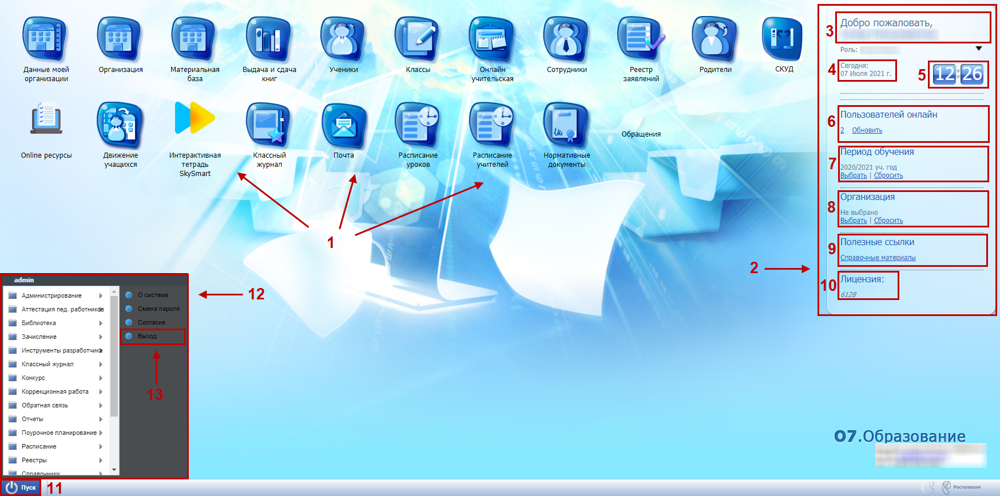 Данные моей
организации
Организация
Материальная
база
Выдача и сдача
книг
Ученики
Классы
Онлайн
учительская
Сотрудники
Реестр
заявлений
Родители
СКУД
Online ресурсы
Движение
учащихся
Интерактивная
тетрадь
SkySmart
Классный
журнал
Почта
Расписание
уроков
Расписание
учителей
Нормативные
документы
Обращения
1
2
3
Добро пожаловать,
Роль:
4
Сегодня:
07 Июля 2021 г.
5
12:26
6
Пользователей онлайн
2 Обновить
7
Период обучения
2020/2021 уч. год
Выбрать | Сбросить
8
Организация
Не выбрано
Выбрать | Сбросить
9
Полезные ссылки
Справочные материалы
10
Лицензия:
6128
admin
Администрирование
Аттестация пед. работников
Библиотека
Зачисление
Инструменты разработчика
Классный журнал
Конкурс
Коррекционная работа
Обратная связь
Отчеты
Поурочное планирование
Расписание
Реестры
Справочники
О системе
Смена пароля
Согласие
Выход
12
13
О7.Образование
Пуск
11
Ростелеком